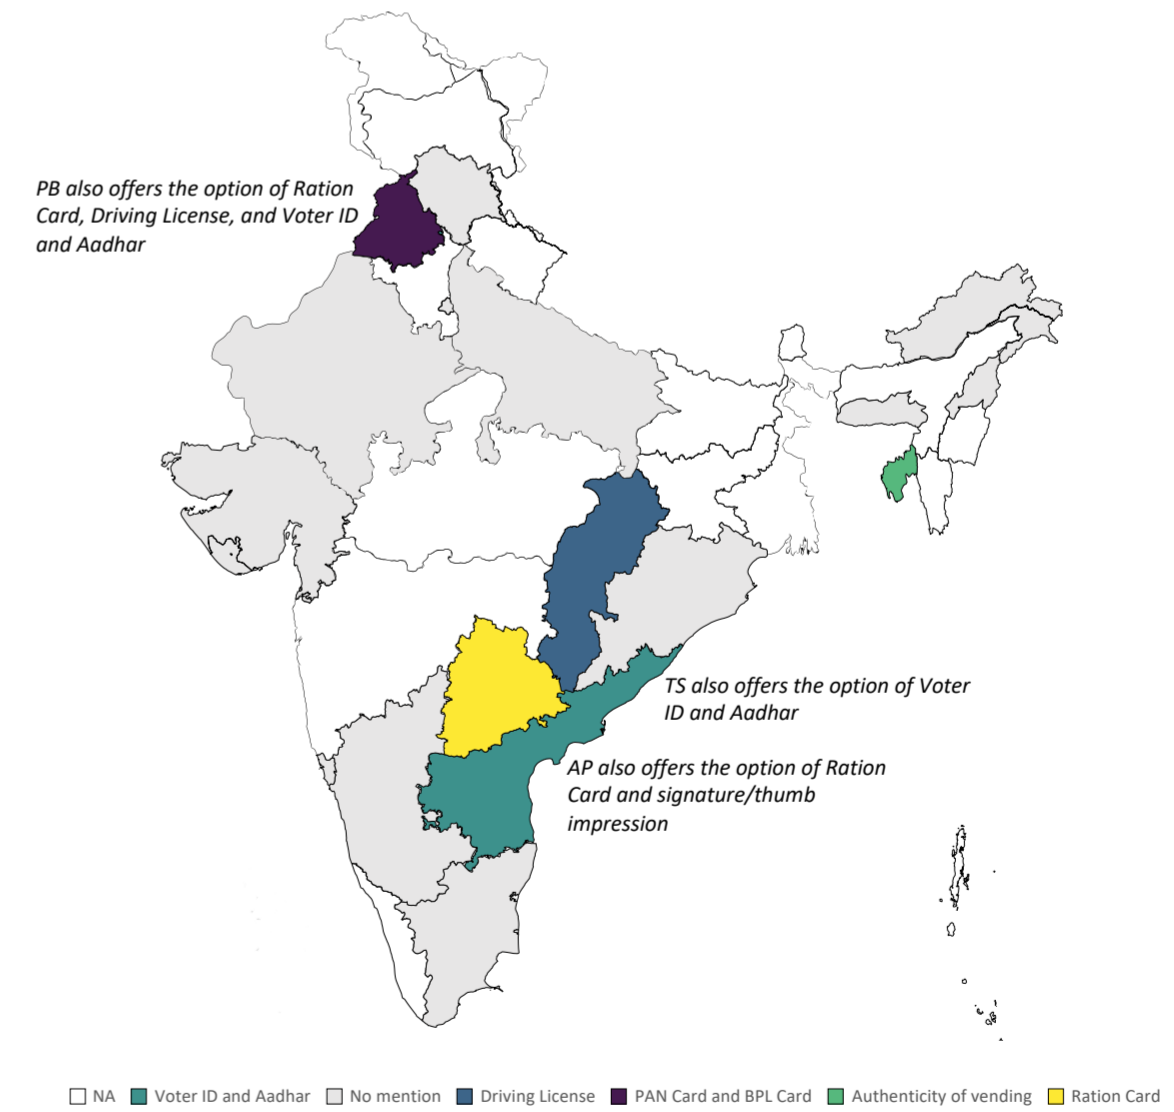 PB also offers the option of Ration
Card, Driving License, and Voter ID
and Aadhar
TS also offers the option of Voter
ID and Aadhar
AP also offers the option of Ration
Card and signature/thumb
impression
NA Voter ID and Aadhar No mention Driving License PAN Card and BPL Card Authenticity of vending Ration Card